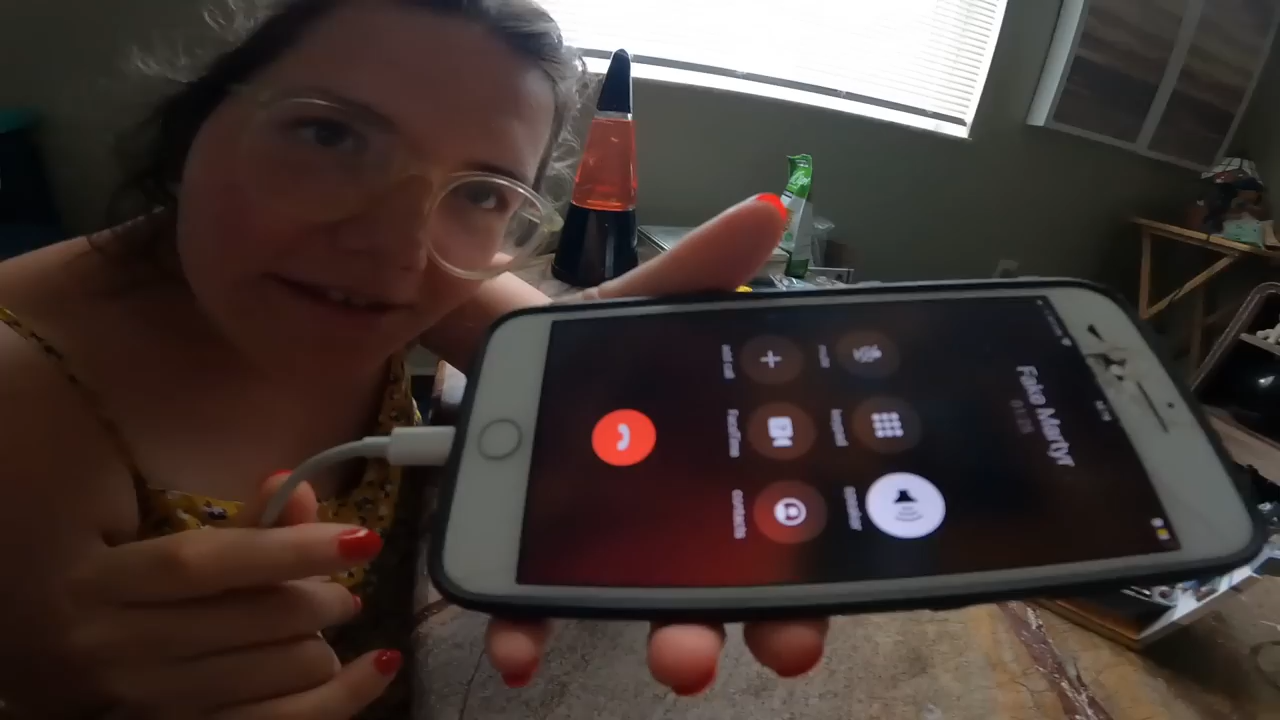 Fake Martyr
mute
keypad
speaker
add call
FaceTime
contacts